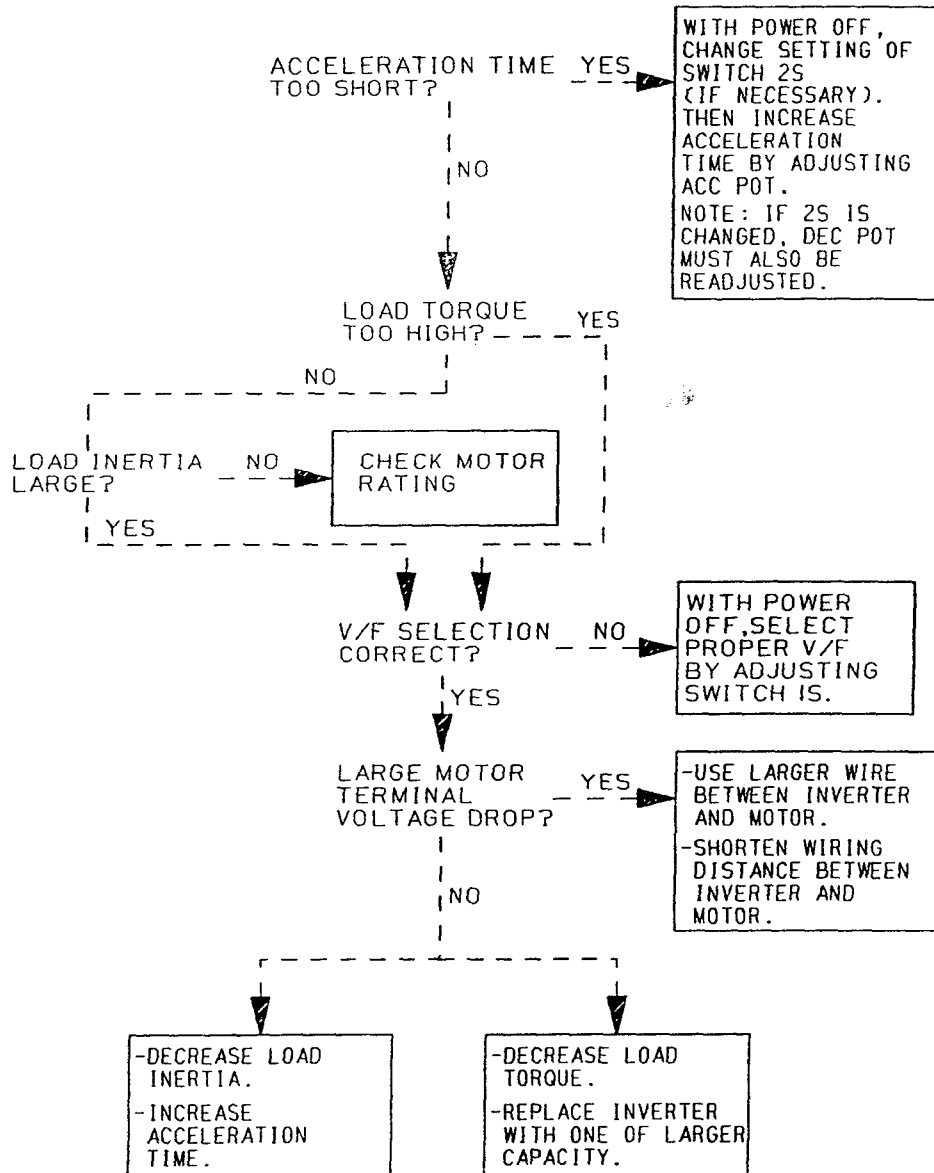 ACCELERATION TIME
TOO SHORT?
YES
WITH POWER OFF,
CHANGE SETTING OF
SWITCH 2S
(IF NECESSARY).
THEN INCREASE
ACCELERATION
TIME BY ADJUSTING
ACC POT.
NOTE: IF 2S IS
CHANGED, DEC POT
MUST ALSO BE
READJUSTED.
NO
LOAD TORQUE
TOO HIGH?
YES
NO
LOAD INERTIA
LARGE?
NO
CHECK MOTOR
RATING
YES
V/F SELECTION
CORRECT?
NO
WITH POWER
OFF,SELECT
PROPER V/F
BY ADJUSTING
SWITCH IS.
YES
LARGE MOTOR
TERMINAL
VOLTAGE DROP?
YES
-USE LARGER WIRE
BETWEEN INVERTER
AND MOTOR.
-SHORTEN WIRING
DISTANCE BETWEEN
INVERTER AND
MOTOR.
NO
-DECREASE LOAD
INERTIA.
-INCREASE
ACCELERATION
TIME.
-DECREASE LOAD
TORQUE.
-REPLACE INVERTER
WITH ONE OF LARGER
CAPACITY.